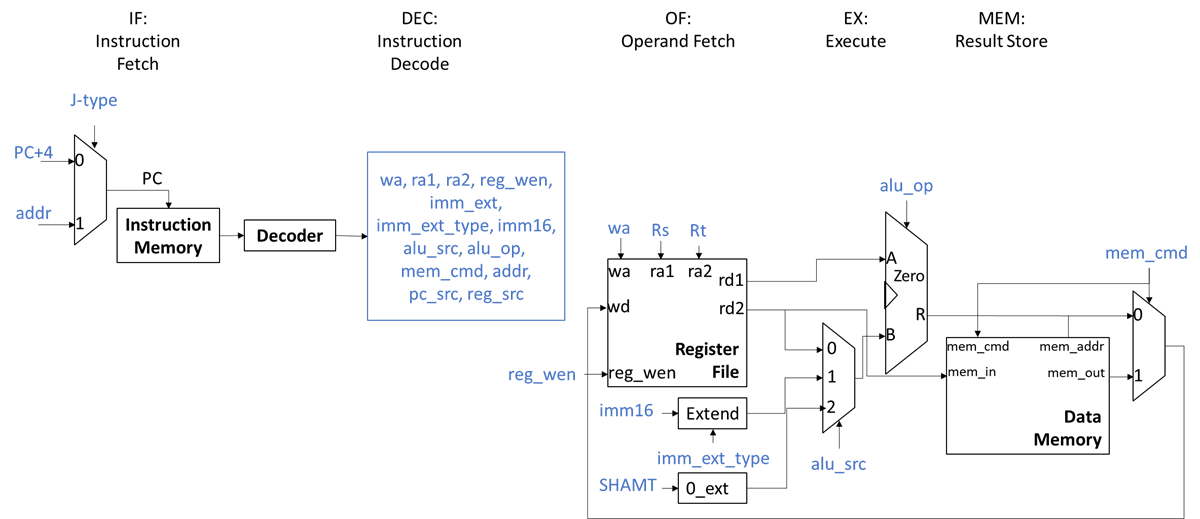 IF:
Instruction
Fetch
DEC:
Instruction
Decode
OF:
Operand Fetch
EX:
Execute
MEM:
Result Store
J-type
PC+4
0
addr
1
PC
Instruction
Memory
Decoder
wa, ra1, ra2, reg_wen,
imm_ext,
imm_ext_type, imm16,
alu_src, alu_op,
mem_cmd, addr,
pc_src, reg_src
wa
Rs
Rt
wa
ra1
ra2
rd1
wd
rd2
Register
File
reg_wen
reg_wen
imm16
Extend
imm_ext_type
SHAMT
0_ext
0
1
2
alu_src
alu_op
A
Zero
R
B
mem_cmd
mem_cmd
mem_addr
mem_in
mem_out
Data
Memory
0
1